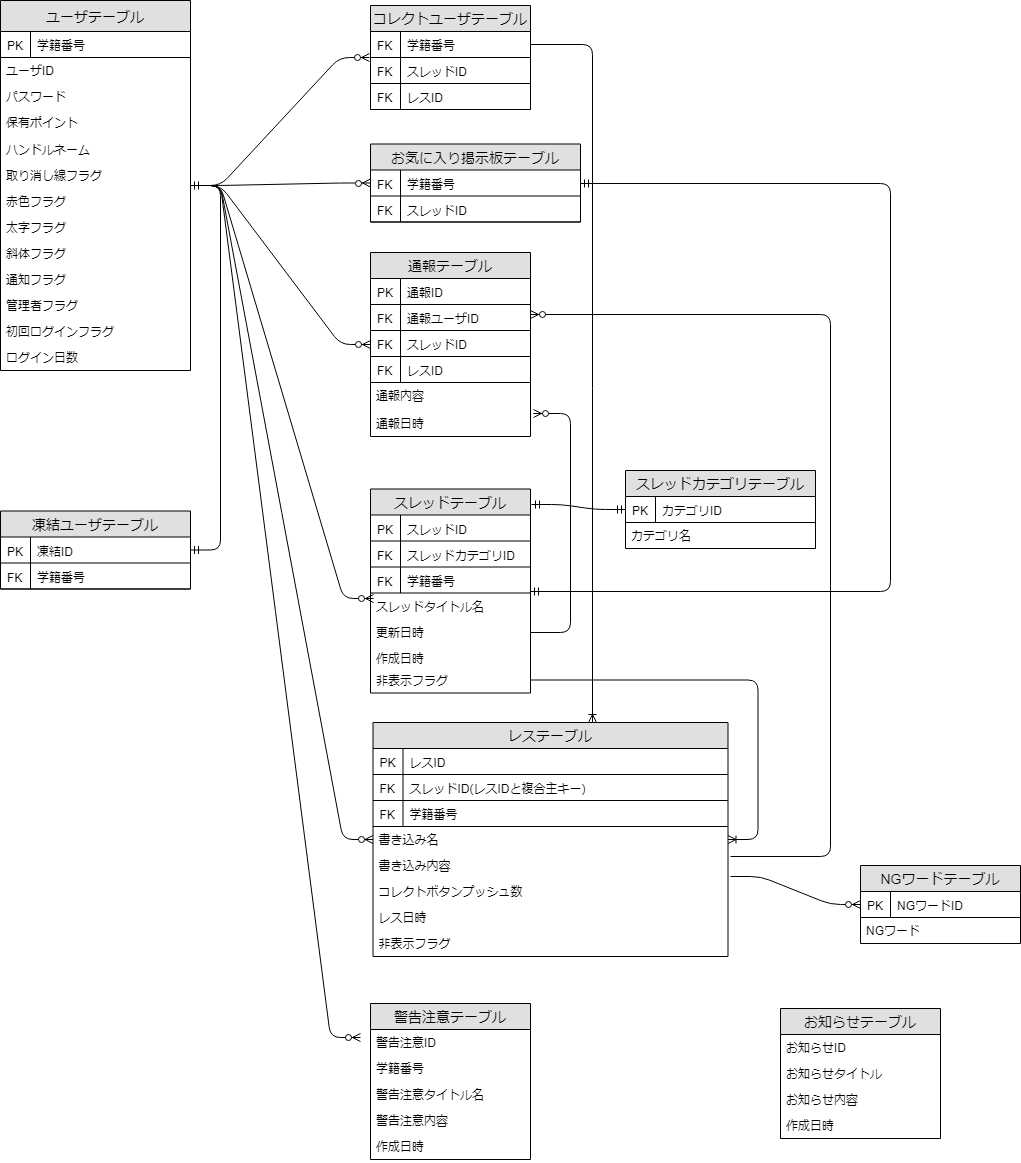 ユーザテーブル
PK 学籍番号
ユーザID
パスワード
保有ポイント
ハンドルネーム
取り消し線フラグ
赤色フラグ
太字フラグ
斜体フラグ
通知フラグ
管理者フラグ
初回ログインフラグ
ログイン日数
凍結ユーザテーブル
PK 凍結ID
FK 学籍番号
コレクトユーザテーブル
FK 学籍番号
FK スレッドID
FK レスID
お気に入り掲示板テーブル
FK 学籍番号
FK スレッドID
通報テーブル
PK 通報ID
FK 通報ユーザID
FK スレッドID
FK レスID
通報内容
通報日時
スレッドテーブル
PK スレッドID
FK スレッドカテゴリID
FK 学籍番号
スレッドタイトル名
更新日時
作成日時
非表示フラグ
スレッドカテゴリテーブル
PK カテゴリID
カテゴリ名
レステーブル
PK レスID
FK スレッドID(レスIDと複合主キー)
FK 学籍番号
書き込み名
書き込み内容
コレクトボタンプッシュ数
レス日時
非表示フラグ
NGワードテーブル
PK NGワードID
NGワード
警告注意テーブル
警告注意ID
学籍番号
警告注意タイトル名
警告注意内容
作成日時
お知らせテーブル
お知らせID
お知らせタイトル
お知らせ内容
作成日時